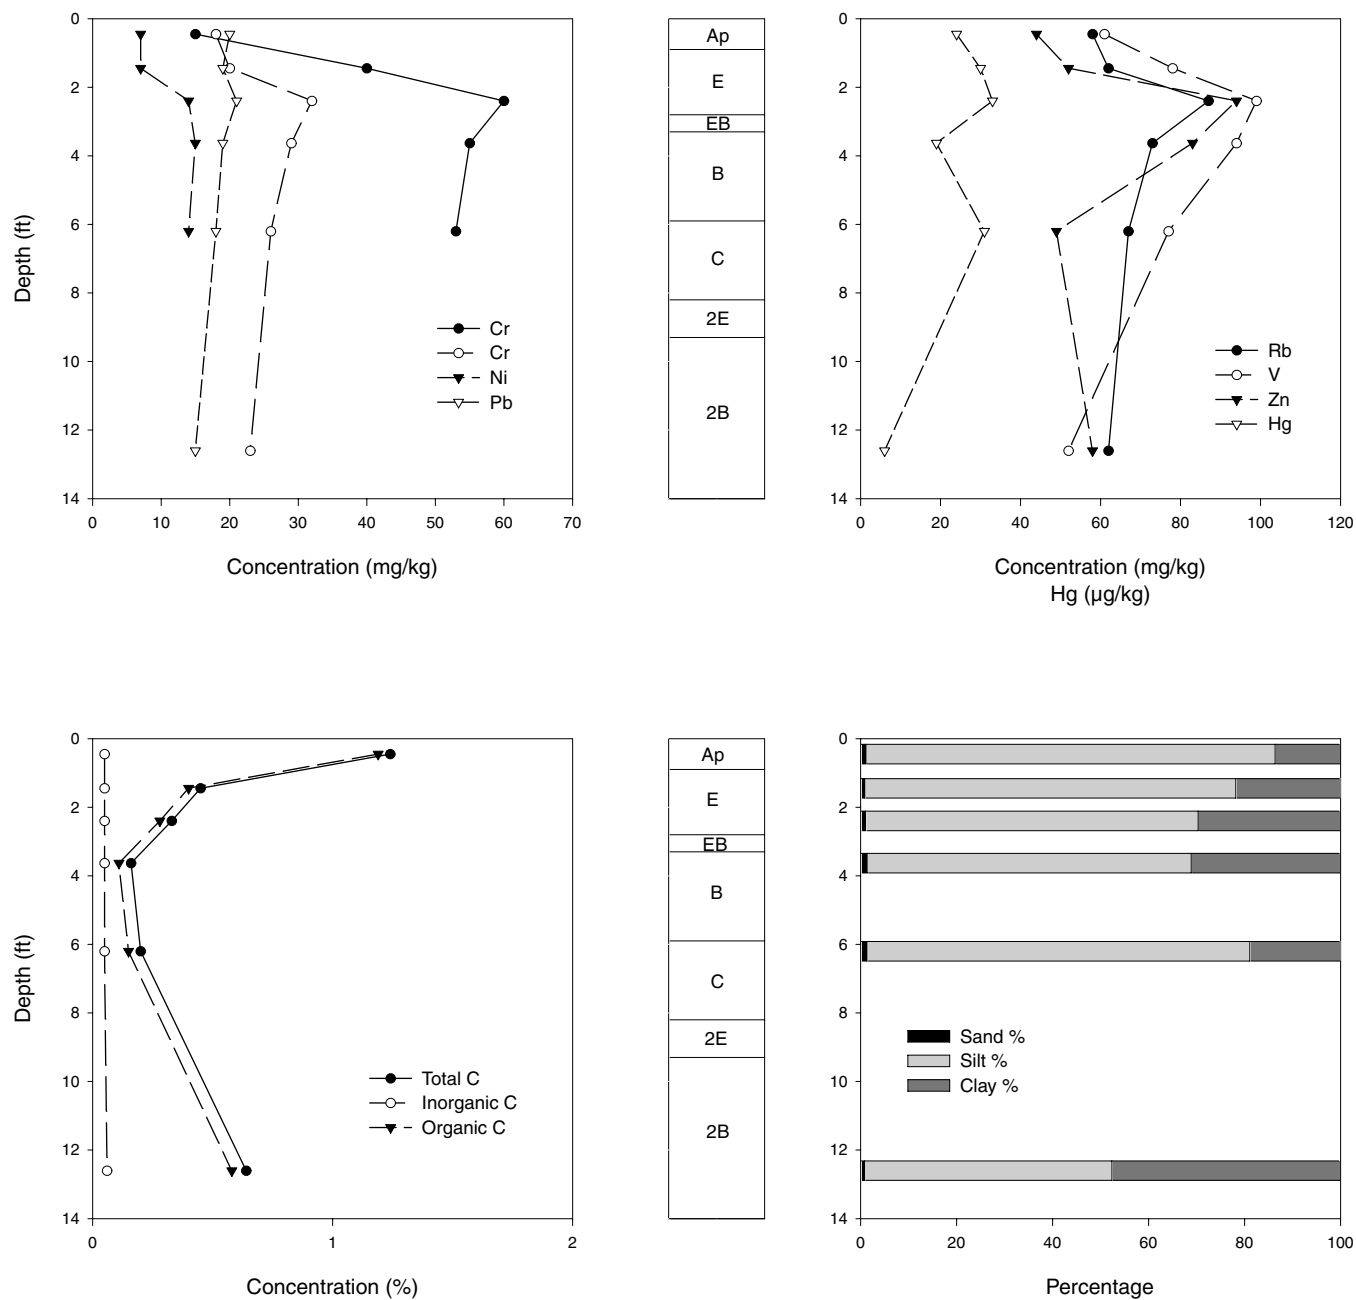 0
2
4
6
8
10
12
14
Depth (ft)
0 10 20 30 40 50 60 70
Concentration (mg/kg)
Cr
Cr
Ni
Pb
Ap
E
EB
B
C
2E
2B
0
2
4
6
8
10
12
14
0 20 40 60 80 100 120
Concentration (mg/kg)
Hg (µg/kg)
Rb
V
Zn
Hg
0
2
4
6
8
10
12
14
Depth (ft)
0 1 2
Concentration (%)
Total C
Inorganic C
Organic C
Ap
E
EB
B
C
2E
2B
0
2
4
6
8
10
12
14
0 20 40 60 80 100
Percentage
Sand %
Silt %
Clay %